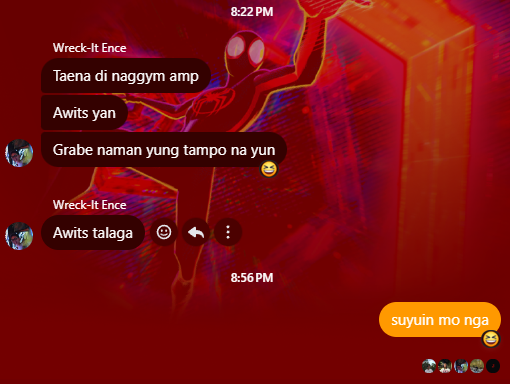 8:22 PM
Wreck-It Ence
Taena di naggym amp
Awits yan
Grabe naman yung tampo na yun
Wreck-It Ence
Awits talaga
8:56 PM
suyuin mo nga